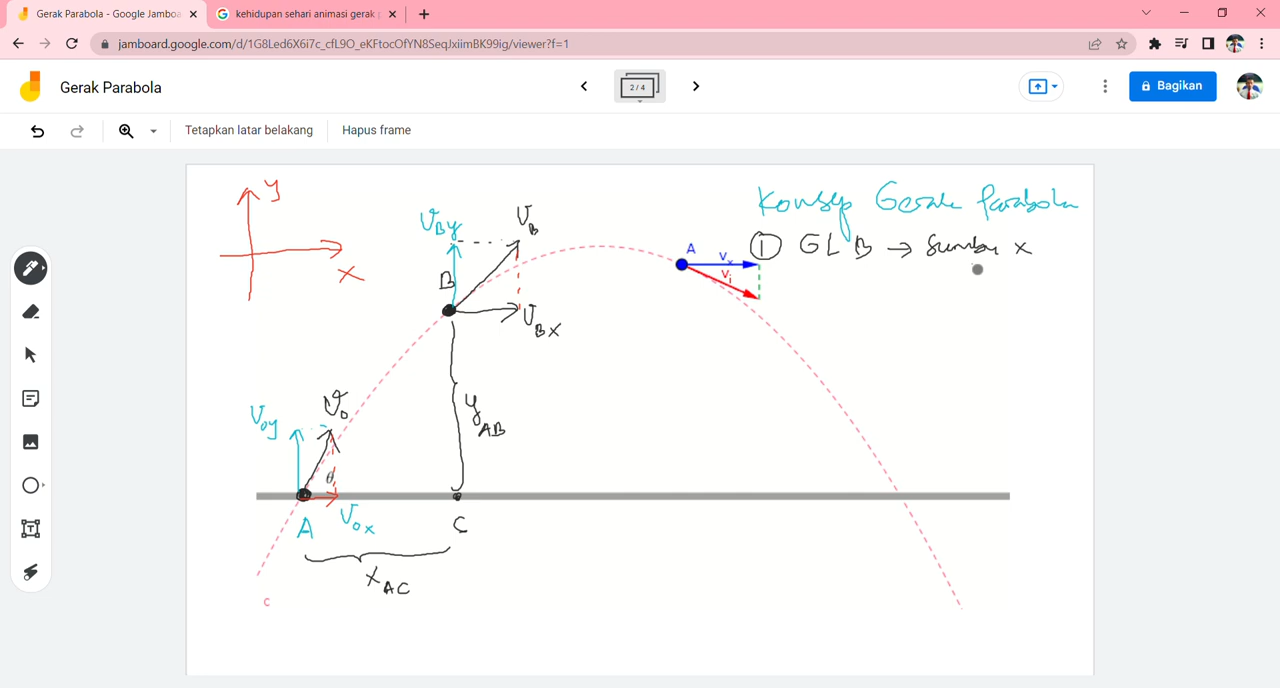 Gerak Parabola - Google Jamboa
kehidupan sehari animasi gerak p
jamboard.google.com/d/1G8Led6X6i7c_cfL9O_eKFtocOfYN8SeqJxiimBK99ig/viewer?f=1
Gerak Parabola
2 / 4
Bagikan
Tetapkan latar belakang
Hapus frame
y
x
Konsep Gerak Parabola
① GLB → Sumbu x
V_By
V_B
B
V_Bx
A
v_x
v_i
V_oy
V_o
θ
y_AB
A
V_ox
C
x_AC
c